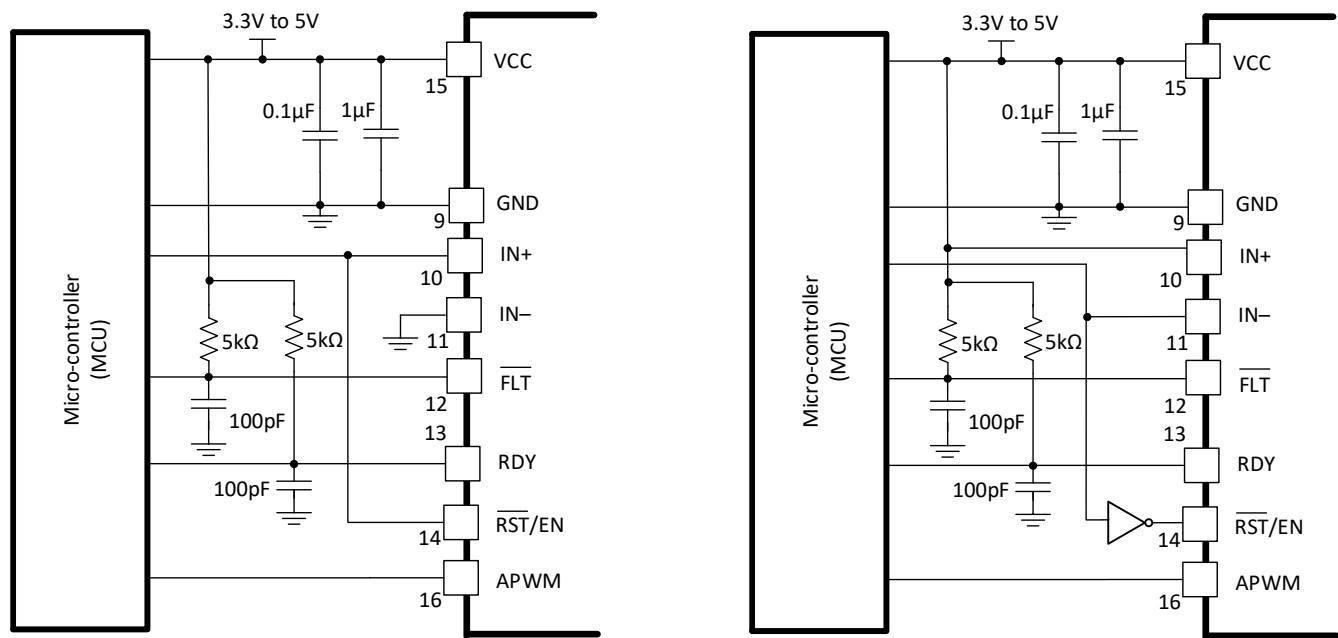 3.3V to 5V
VCC
15
0.1µF
1µF
GND
9
IN+
10
IN–
11
5kΩ
5kΩ
FLT
12
100pF
13
RDY
100pF
RST/EN
14
APWM
16
Micro-controller
(MCU)
3.3V to 5V
VCC
15
0.1µF
1µF
GND
9
IN+
10
IN–
11
5kΩ
5kΩ
FLT
12
100pF
13
RDY
100pF
RST/EN
14
APWM
16
Micro-controller
(MCU)